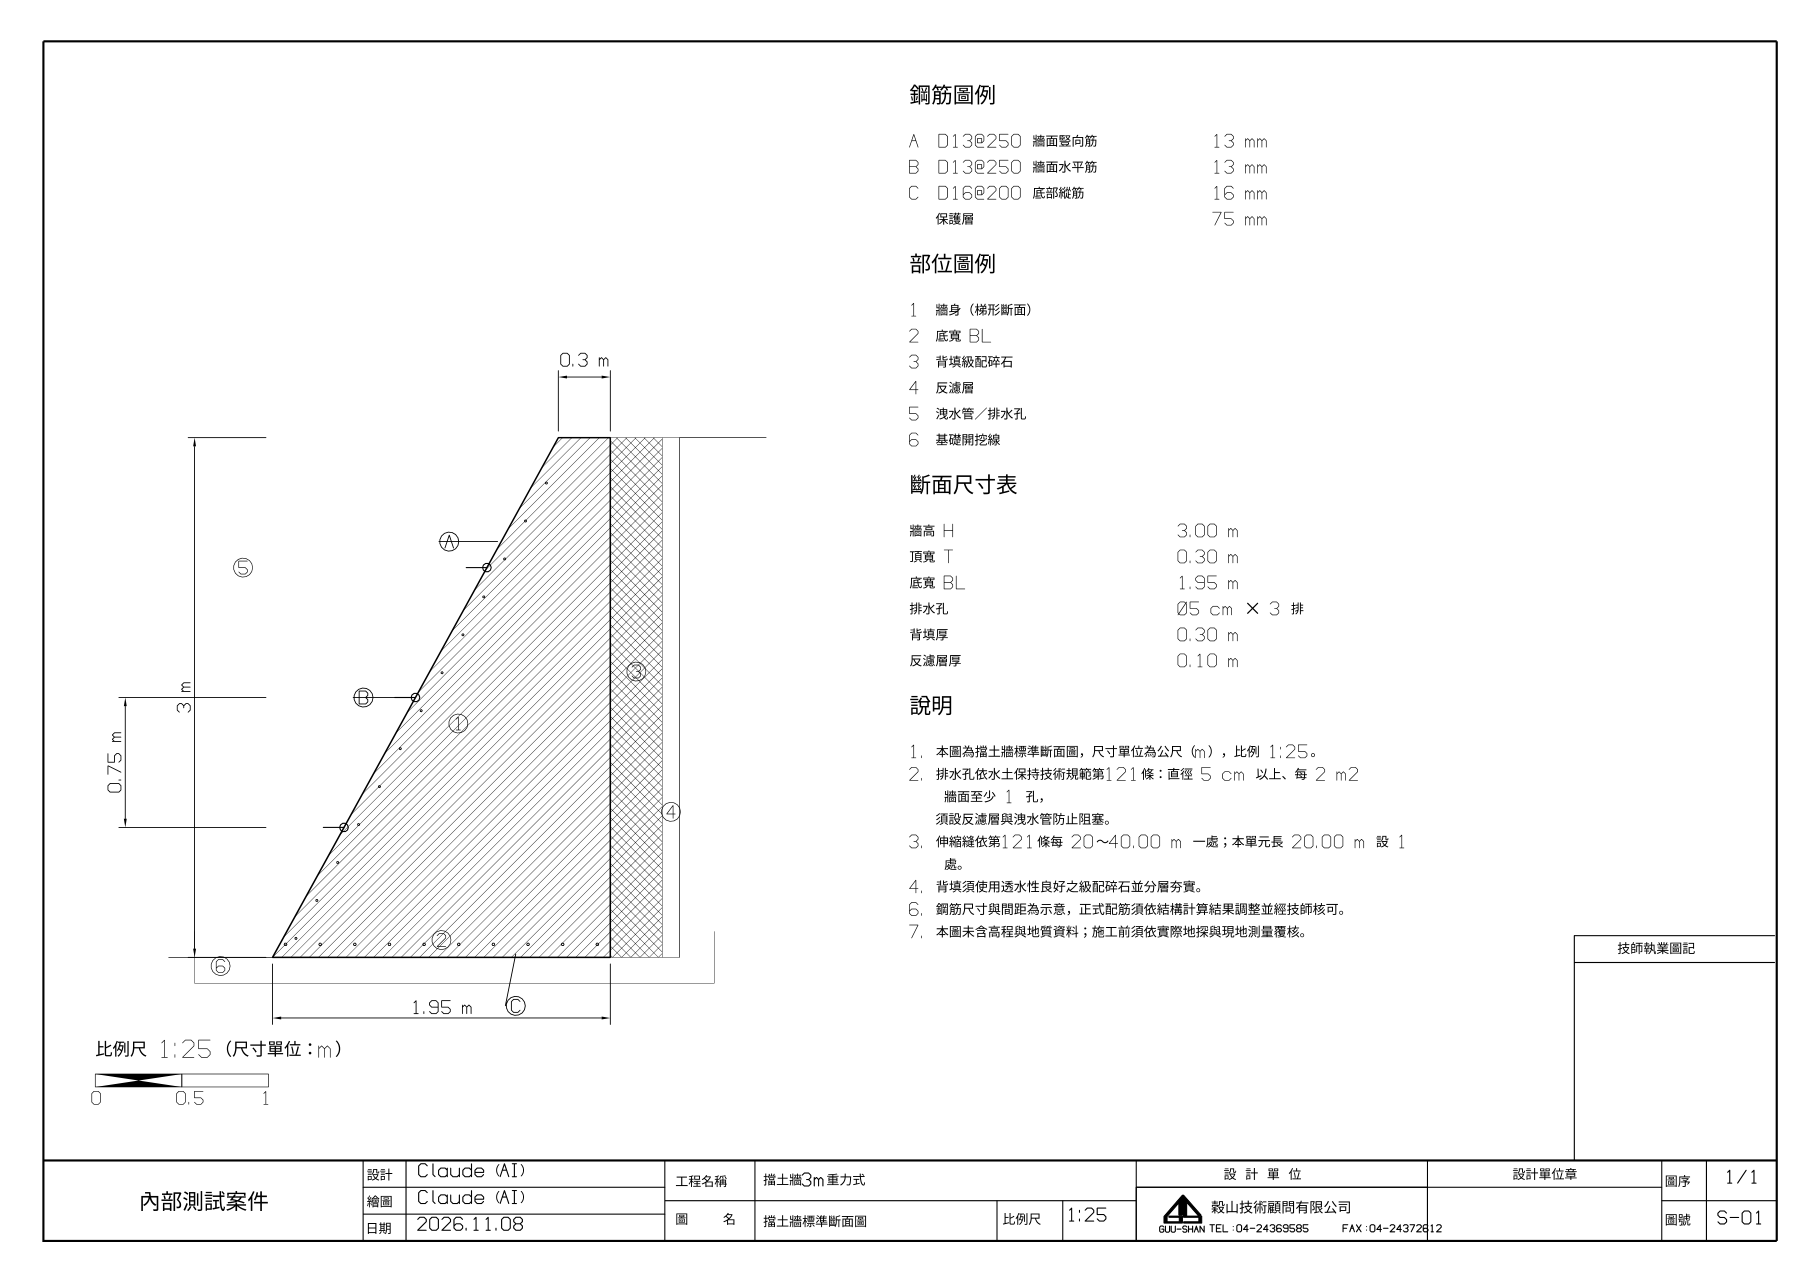 鋼筋圖例
A D13@250 牆面豎向筋 13 mm
B D13@250 牆面水平筋 13 mm
C D16@200 底部縱筋 16 mm
保護層 75 mm
部位圖例
1 牆身（梯形斷面）
2 底寬 BL
3 背填級配碎石
4 反濾層
5 洩水管／排水孔
6 基礎開挖線
斷面尺寸表
牆高 H 3.00 m
頂寬 T 0.30 m
底寬 BL 1.95 m
排水孔 Ø5 cm × 3 排
背填厚 0.30 m
反濾層厚 0.10 m
說明
1. 本圖為擋土牆標準斷面圖，尺寸單位為公尺（m），比例 1:25。
2. 排水孔依水土保持技術規範第121條：直徑 5 cm 以上、每 2 m2
牆面至少 1 孔，
須設反濾層與洩水管防止阻塞。
3. 伸縮縫依第121條每 20～40.00 m 一處；本單元長 20.00 m 設 1
處。
4. 背填須使用透水性良好之級配碎石並分層夯實。
6. 鋼筋尺寸與間距為示意，正式配筋須依結構計算結果調整並經技師核可。
7. 本圖未含高程與地質資料；施工前須依實際地探與現地測量覆核。
0.3 m
A
5
3
3 m
B
1
0.75 m
4
2
6
1.95 m
C
比例尺 1:25（尺寸單位：m）
0 0.5 1
技師執業圖記
內部測試案件
設計 Claude (AI)
繪圖 Claude (AI)
日期 2026.11.08
工程名稱 擋土牆3m重力式
圖 名 擋土牆標準斷面圖
比例尺 1:25
設 計 單 位
穀山技術顧問有限公司
GUU-SHAN TEL:04-24369585 FAX:04-24372612
設計單位章
圖序 1/1
圖號 S-01